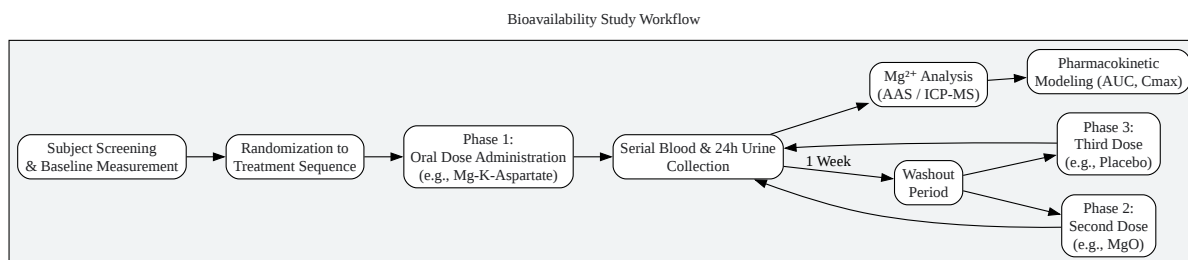 Bioavailability Study Workflow
Subject Screening
& Baseline Measurement
Randomization to
Treatment Sequence
Phase 1:
Oral Dose Administration
(e.g., Mg-K-Aspartate)
Serial Blood & 24h Urine
Collection
Mg²⁺ Analysis
(AAS / ICP-MS)
Pharmacokinetic
Modeling (AUC, Cmax)
1 Week
Washout
Period
Phase 3:
Third Dose
(e.g., Placebo)
Phase 2:
Second Dose
(e.g., MgO)